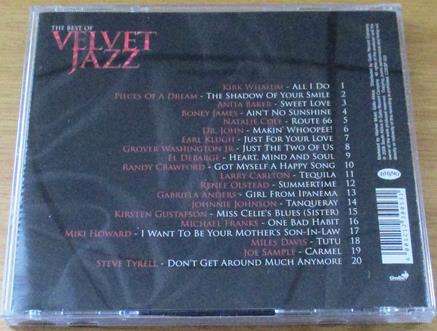 THE BEST OF
VELVET
JAZZ
KIRK WHALUM - ALL I DO 1
PIECES OF A DREAM - THE SHADOW OF YOUR SMILE 2
ANITA BAKER - SWEET LOVE 3
BONEY JAMES - AIN'T NO SUNSHINE 4
NATALIE COLE - ROUTE 66 5
DR. JOHN - MAKIN' WHOOPEE! 6
EARL KLUGH - JUST FOR YOUR LOVE 7
GROVER WASHINGTON JR - JUST THE TWO OF US 8
EL DEBARGE - HEART, MIND AND SOUL 9
RANDY CRAWFORD - GOT MYSELF A HAPPY SONG 10
LARRY CARLTON - TEQUILA 11
RENEE OLSTEAD - SUMMERTIME 12
GABRIELA ANDERS - GIRL FROM IPANEMA 13
JOHNNIE JOHNSON - TANQUERAY 14
KIRSTEN GUSTAFSON - MISS CELIE'S BLUES (SISTER) 15
MICHAEL FRANKS - ONE BAD HABIT 16
MIKI HOWARD - I WANT TO BE YOUR MOTHER'S SON-IN-LAW 17
MILES DAVIS - TUTU 18
JOE SAMPLE - CARMEL 19
STEVE TYRELL - DON'T GET AROUND MUCH ANYMORE 20